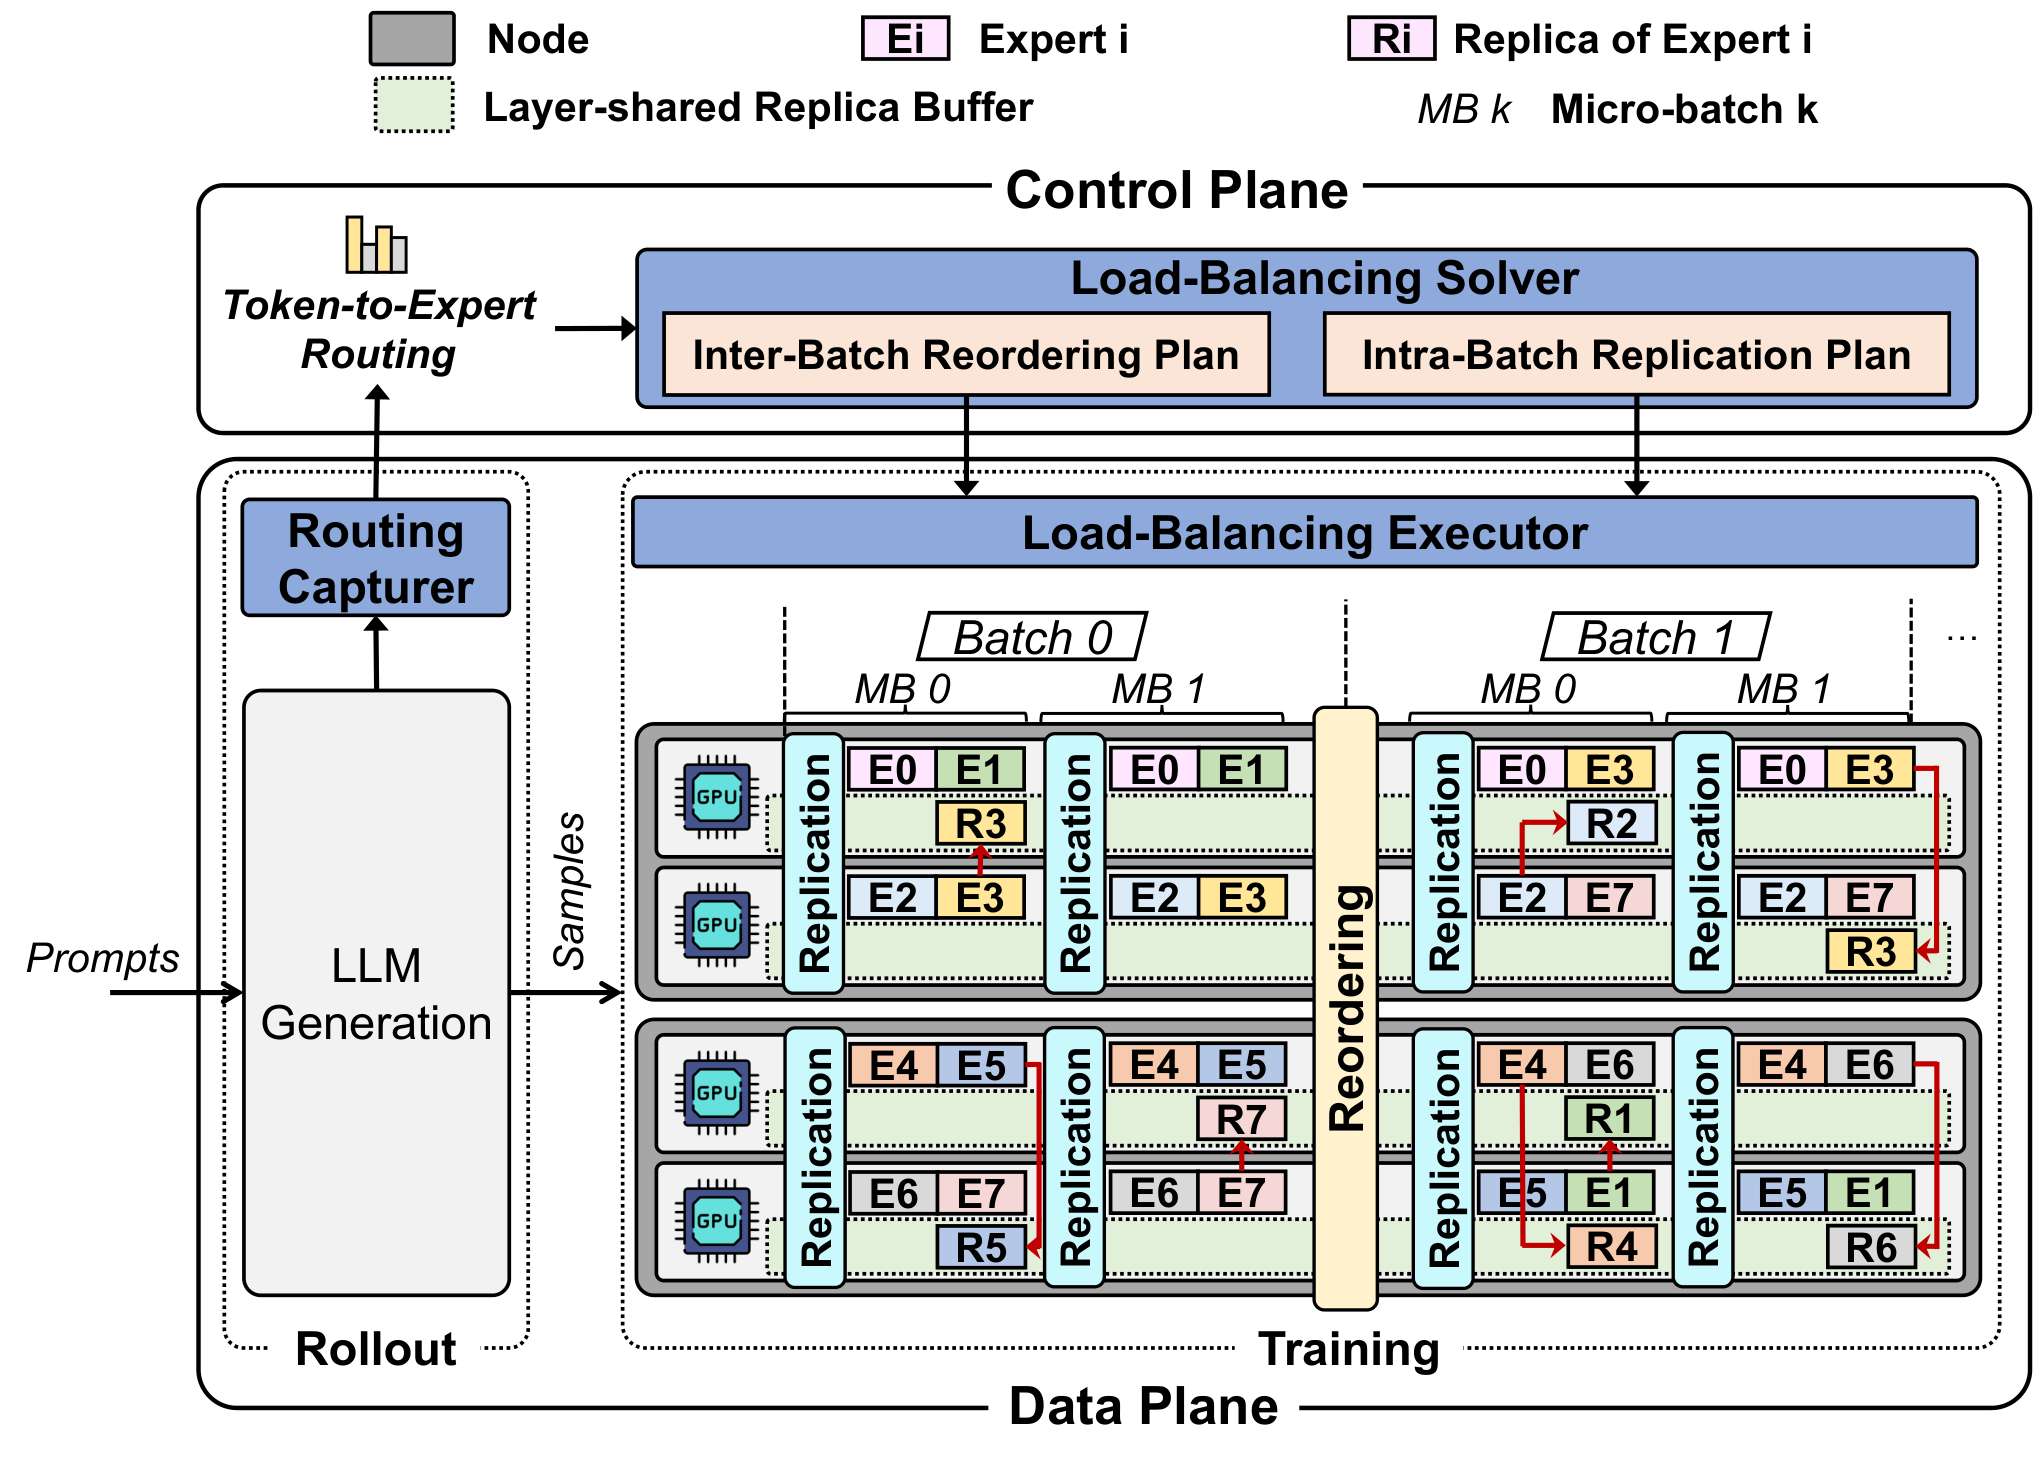 Node
Ei Expert i
Ri Replica of Expert i
Layer-shared Replica Buffer
MB k Micro-batch k
Control Plane
Token-to-Expert
Routing
Load-Balancing Solver
Inter-Batch Reordering Plan
Intra-Batch Replication Plan
Routing
Capturer
Load-Balancing Executor
Prompts
LLM
Generation
Samples
Batch 0
Batch 1
...
MB 0
MB 1
MB 0
MB 1
GPU
GPU
Replication
E0 E1
R3
E2 E3
Replication
E0 E1
E2 E3
Reordering
Replication
E0 E3
R2
E2 E7
Replication
E0 E3
E2 E7
R3
GPU
GPU
Replication
E4 E5
E6 E7
R5
Replication
E4 E5
R7
E6 E7
Replication
E4 E6
R1
E5 E1
R4
Replication
E4 E6
E5 E1
R6
Rollout
Training
Data Plane